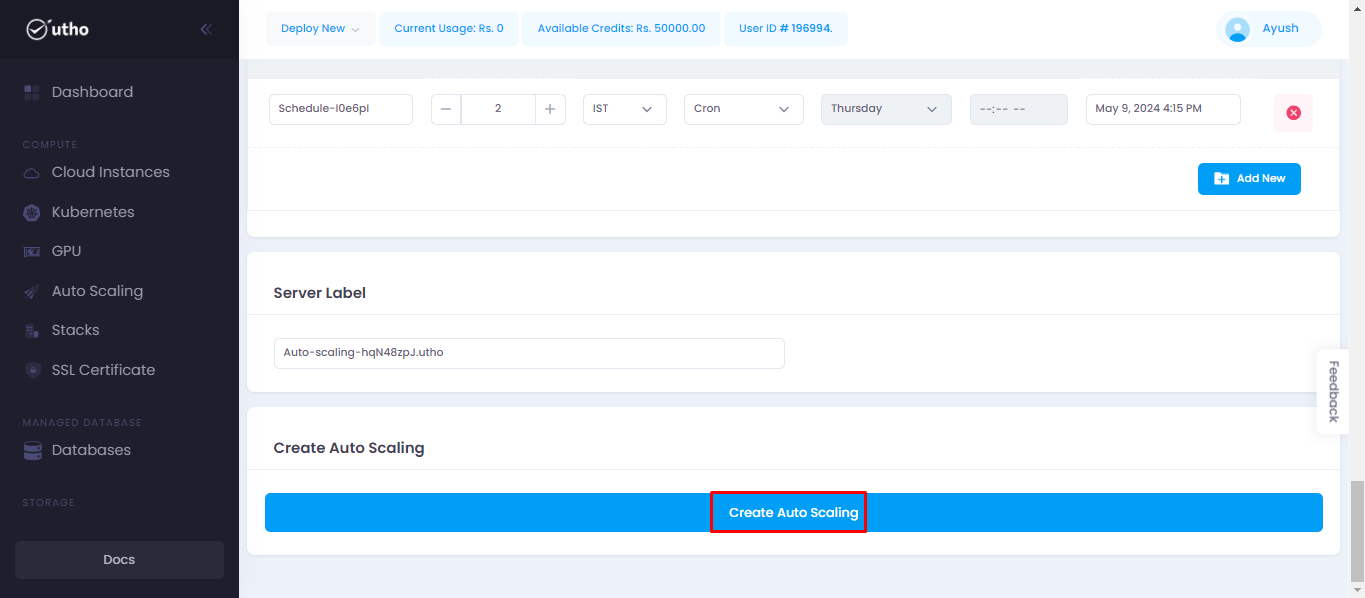 utho
Deploy New
Current Usage: Rs. 0
Available Credits: Rs. 50000.00
User ID # 196994.
Ayush
Dashboard
COMPUTE
Cloud Instances
Kubernetes
GPU
Auto Scaling
Stacks
SSL Certificate
MANAGED DATABASE
Databases
STORAGE
Docs
Schedule-I0e6pI
2
IST
Cron
Thursday
--:-- --
May 9, 2024 4:15 PM
Add New
Server Label
Auto-scaling-hqN48zpJ.utho
Create Auto Scaling
Create Auto Scaling
Feedback